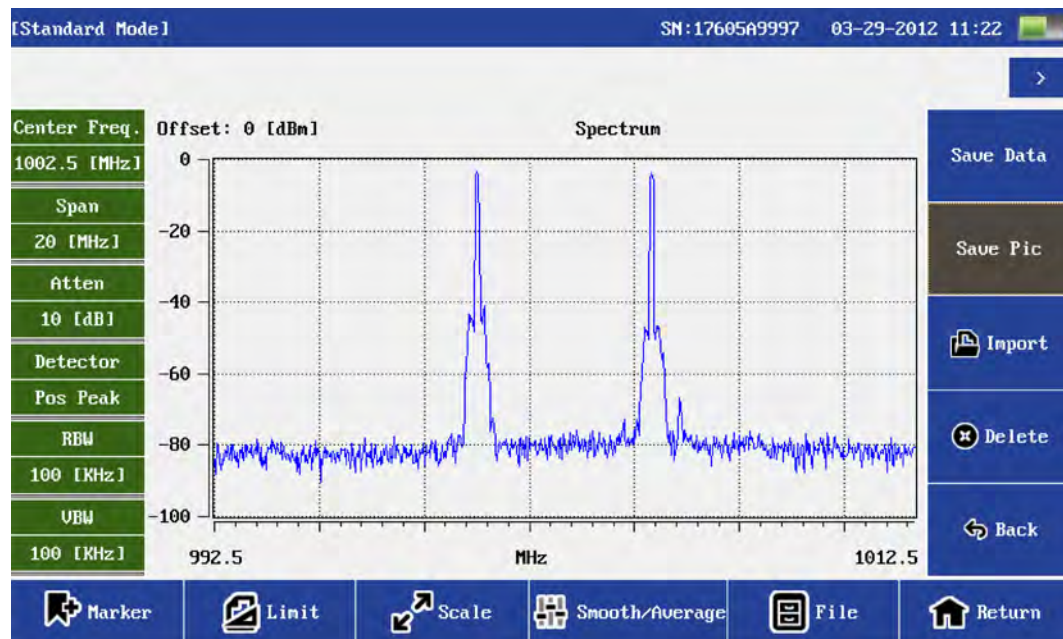 [Standard Mode] SN:17605A9997 03-29-2012 11:22
>
Center Freq.
1002.5 [MHz]
Span
20 [MHz]
Atten
10 [dB]
Detector
Pos Peak
RBW
100 [KHz]
VBW
100 [KHz]
Offset: 0 [dBm] Spectrum
0
-20
-40
-60
-80
-100
992.5 MHz 1012.5
Save Data
Save Pic
Import
Delete
Back
Marker Limit Scale Smooth/Average File Return